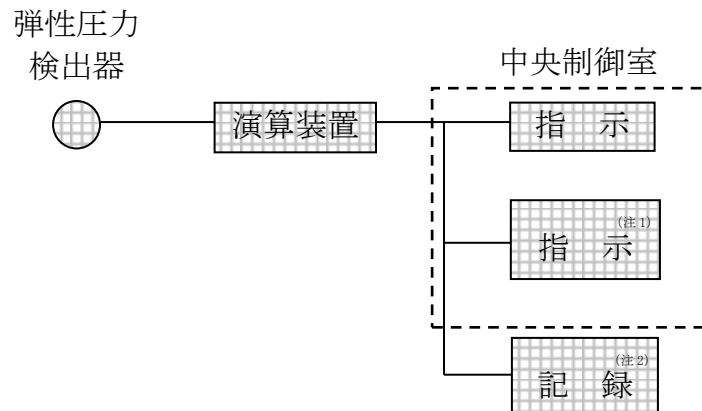 弾性圧力
検出器
中央制御室
演算装置
指 示
指 示(注1)
記 録(注2)